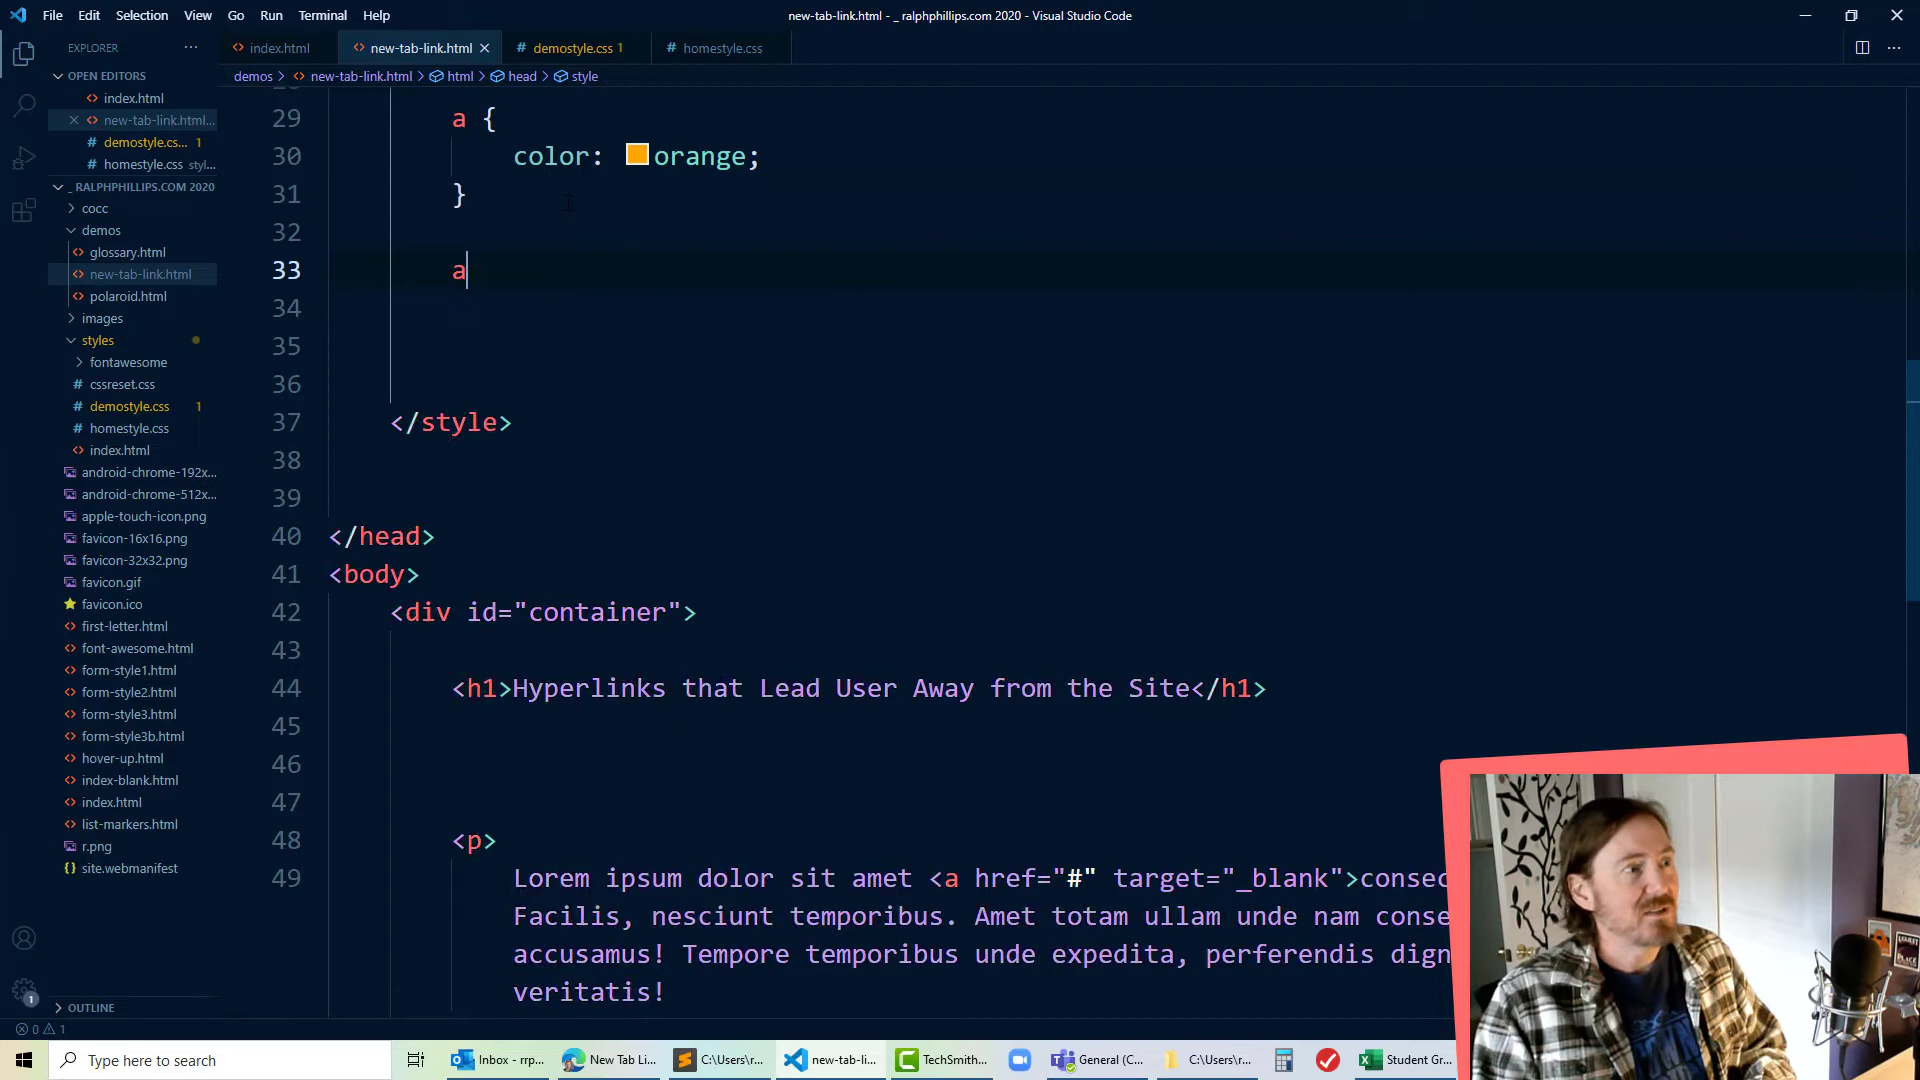 File Edit Selection View Go Run Terminal Help
new-tab-link.html - _ ralphphillips.com 2020 - Visual Studio Code
EXPLORER ···
index.html
new-tab-link.html
demostyle.css 1
homestyle.css
demos > new-tab-link.html > html > head > style
OPEN EDITORS
index.html
new-tab-link.html...
demostyle.cs... 1
homestyle.css styl...
_ RALPHPHILLIPS.COM 2020
cocc
demos
glossary.html
new-tab-link.html
polaroid.html
images
styles
fontawesome
cssreset.css
demostyle.css 1
homestyle.css
index.html
android-chrome-192x...
android-chrome-512x...
apple-touch-icon.png
favicon-16x16.png
favicon-32x32.png
favicon.gif
favicon.ico
first-letter.html
font-awesome.html
form-style1.html
form-style2.html
form-style3.html
form-style3b.html
hover-up.html
index-blank.html
index.html
list-markers.html
r.png
site.webmanifest
OUTLINE
29 a {
30 color: orange;
31 }
32
33 a
34
35
36
37 </style>
38
39
40 </head>
41 <body>
42 <div id="container">
43
44 <h1>Hyperlinks that Lead User Away from the Site</h1>
45
46
47
48 <p>
49 Lorem ipsum dolor sit amet <a href="#" target="_blank">consec
Facilis, nesciunt temporibus. Amet totam ullam unde nam conse
accusamus! Tempore temporibus unde expedita, perferendis dign
veritatis!
1
0 1
Type here to search
Inbox - rrp...
New Tab Li...
C:\Users\r...
new-tab-li...
TechSmith...
General (C...
C:\Users\r...
Student Gr...